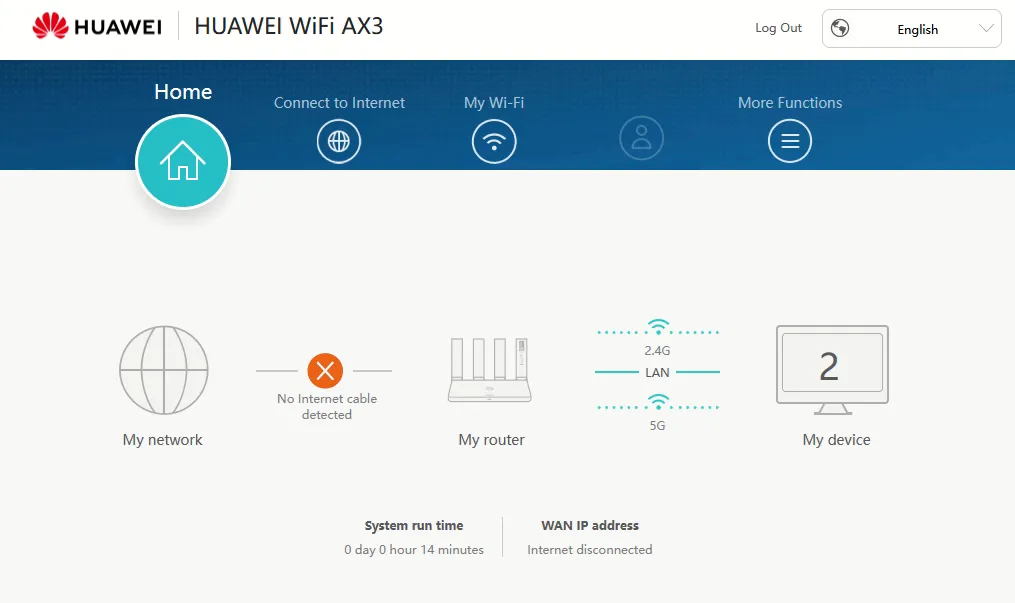 HUAWEI
HUAWEI WiFi AX3
Log Out
English
Home
Connect to Internet
My Wi-Fi
More Functions
No Internet cable
detected
2.4G
LAN
5G
2
My network
My router
My device
System run time
WAN IP address
0 day 0 hour 14 minutes
Internet disconnected